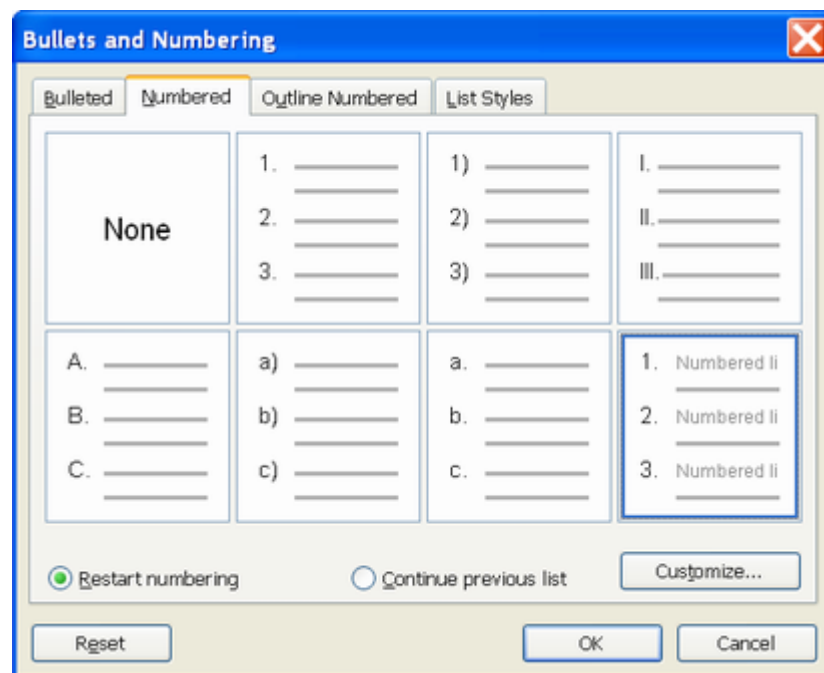 Bullets and Numbering
Bulleted Numbered Outline Numbered List Styles
None
1.
2.
3.
1)
2)
3)
I.
II.
III.
A.
B.
C.
a)
b)
c)
a.
b.
c.
1. Numbered li
2. Numbered li
3. Numbered li
Restart numbering Continue previous list Customize...
Reset OK Cancel